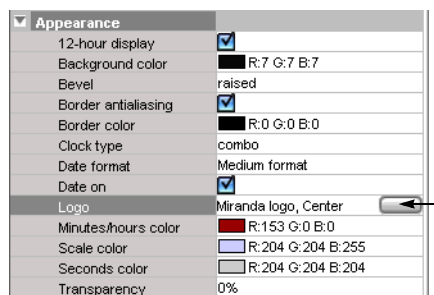 Appearance
12-hour display
Background color R:7 G:7 B:7
Bevel raised
Border antialiasing
Border color R:0 G:0 B:0
Clock type combo
Date format Medium format
Date on
Logo Miranda logo, Center
Minutes/hours color R:153 G:0 B:0
Scale color R:204 G:204 B:255
Seconds color R:204 G:204 B:204
Transparency 0%